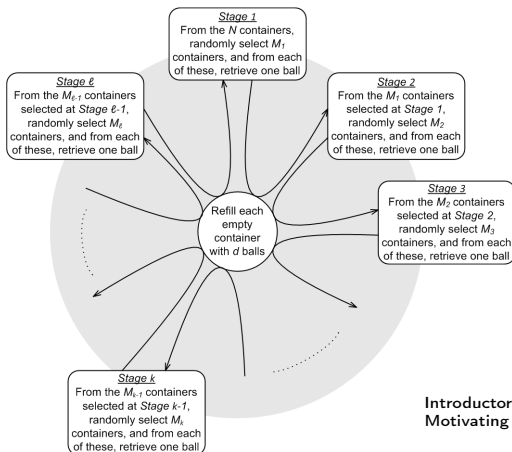 Stage 1
From the N containers,
randomly select M₁
containers, and from each
of these, retrieve one ball
Stage 2
From the M₁ containers
selected at Stage 1,
randomly select M₂
containers, and from each
of these, retrieve one ball
Stage 3
From the M₂ containers
selected at Stage 2,
randomly select M₃
containers, and from each
of these, retrieve one ball
Stage k
From the Mₖ₋₁ containers
selected at Stage k-1,
randomly select Mₖ
containers, and from each
of these, retrieve one ball
Stage ℓ
From the M_ℓ-1 containers
selected at Stage ℓ-1,
randomly select M_ℓ
containers, and from each
of these, retrieve one ball
Refill each
empty
container
with d balls
Introductor
Motivating